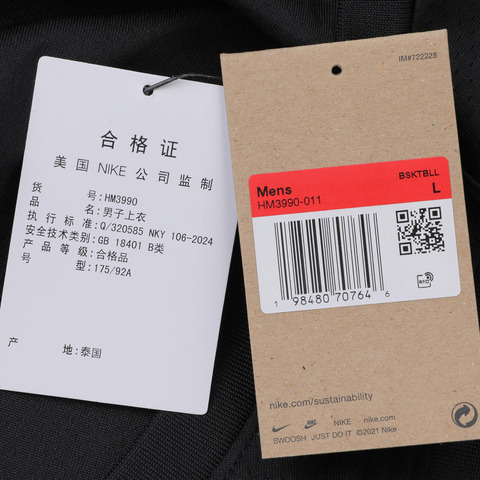 合格证
美国 NIKE 公司监制
货号:HM3990
品名:男子上衣
执行标准:Q/320585 NKY 106-2024
安全技术类别:GB 18401 B类
产品等级:合格品
号型:175/92A
产地:泰国
IM#722228
BSKTBLL
Mens L
HM3990-011
1 98480 70764 6
RFID
nike.com/sustainability
NIKE nike.com
SWOOSH JUST DO IT ©2021 Nike